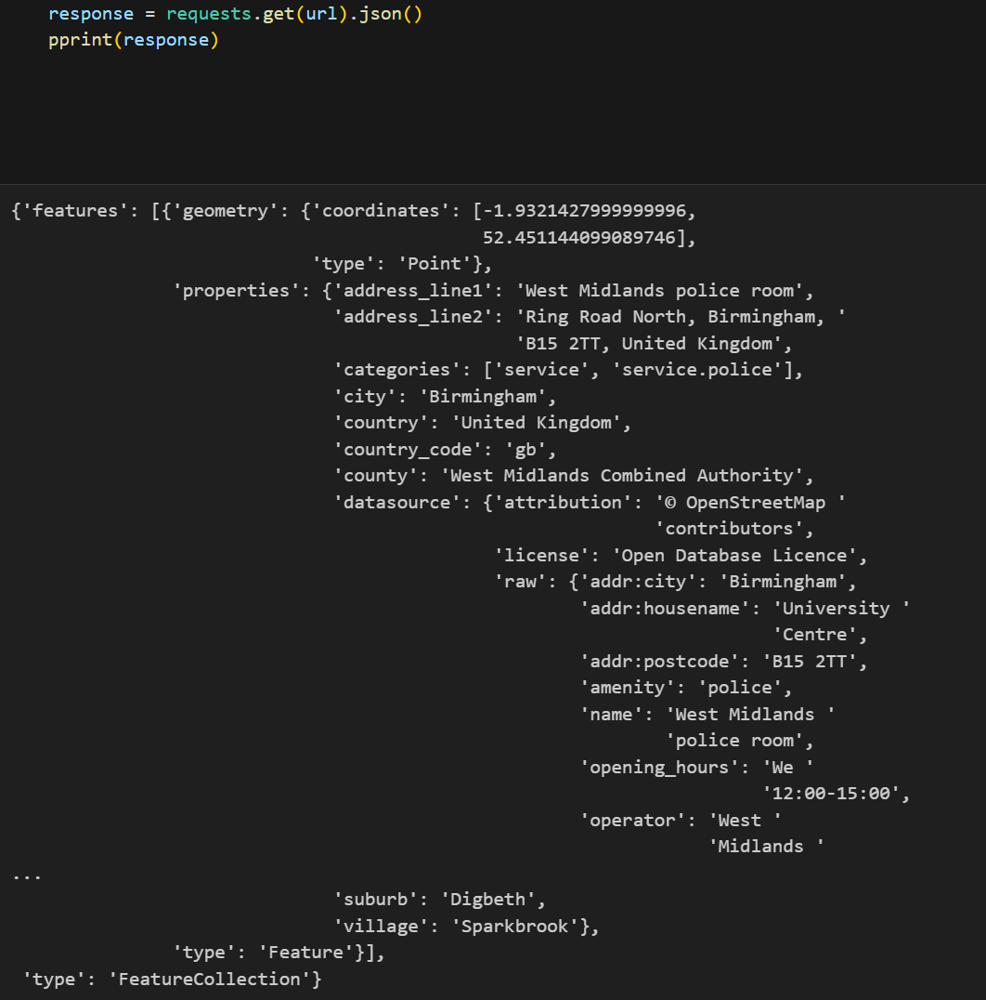 response = requests.get(url).json()
pprint(response)
{'features': [{'geometry': {'coordinates': [-1.9321427999999996,
52.451144099089746],
'type': 'Point'},
'properties': {'address_line1': 'West Midlands police room',
'address_line2': 'Ring Road North, Birmingham, '
'B15 2TT, United Kingdom',
'categories': ['service', 'service.police'],
'city': 'Birmingham',
'country': 'United Kingdom',
'country_code': 'gb',
'county': 'West Midlands Combined Authority',
'datasource': {'attribution': '© OpenStreetMap '
'contributors',
'license': 'Open Database Licence',
'raw': {'addr:city': 'Birmingham',
'addr:housename': 'University '
'Centre',
'addr:postcode': 'B15 2TT',
'amenity': 'police',
'name': 'West Midlands '
'police room',
'opening_hours': 'We '
'12:00-15:00',
'operator': 'West '
'Midlands '
...
'suburb': 'Digbeth',
'village': 'Sparkbrook'},
'type': 'Feature'}],
'type': 'FeatureCollection'}